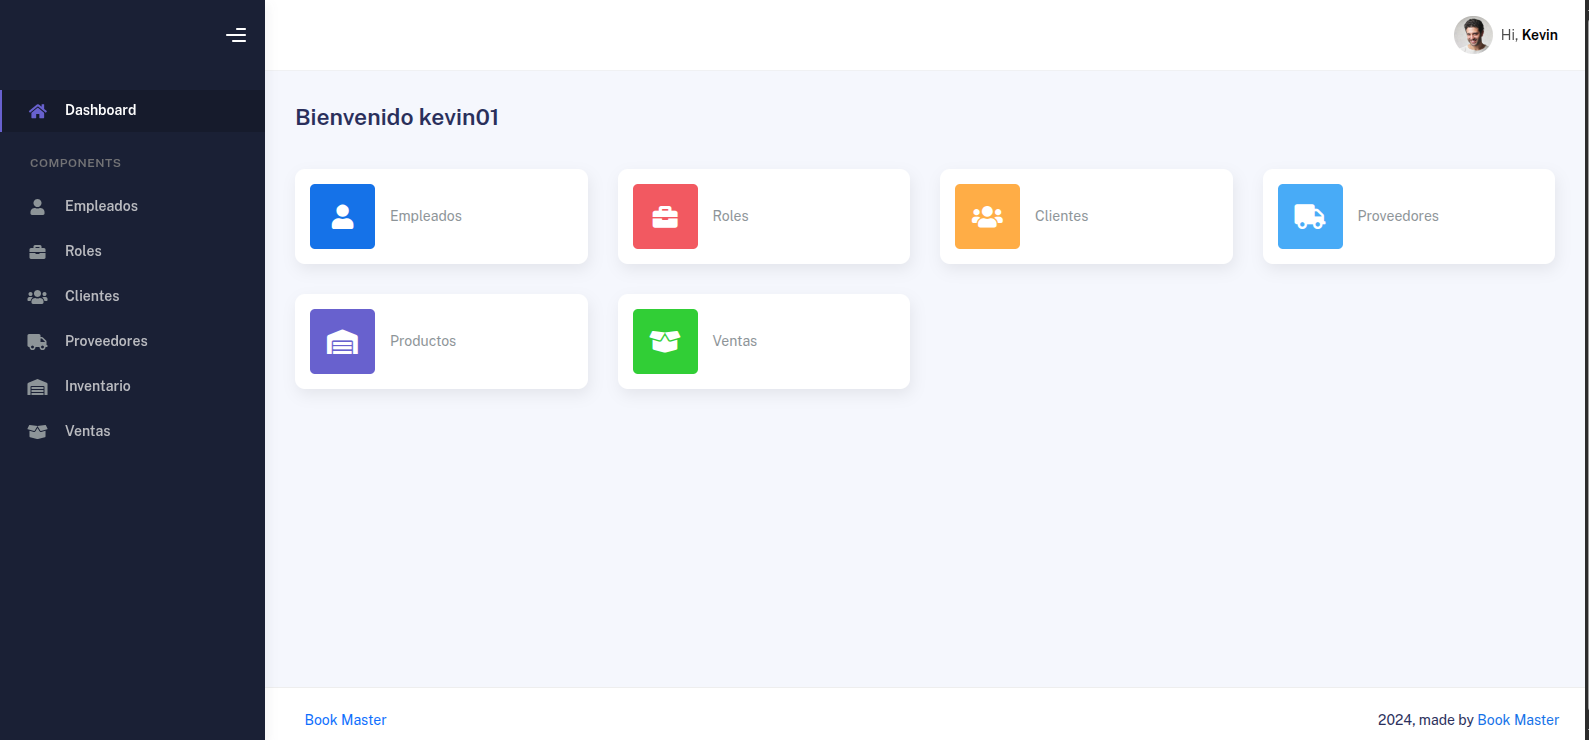 Hi, Kevin
Dashboard
COMPONENTS
Empleados
Roles
Clientes
Proveedores
Inventario
Ventas
Bienvenido kevin01
Empleados
Roles
Clientes
Proveedores
Productos
Ventas
Book Master
2024, made by Book Master